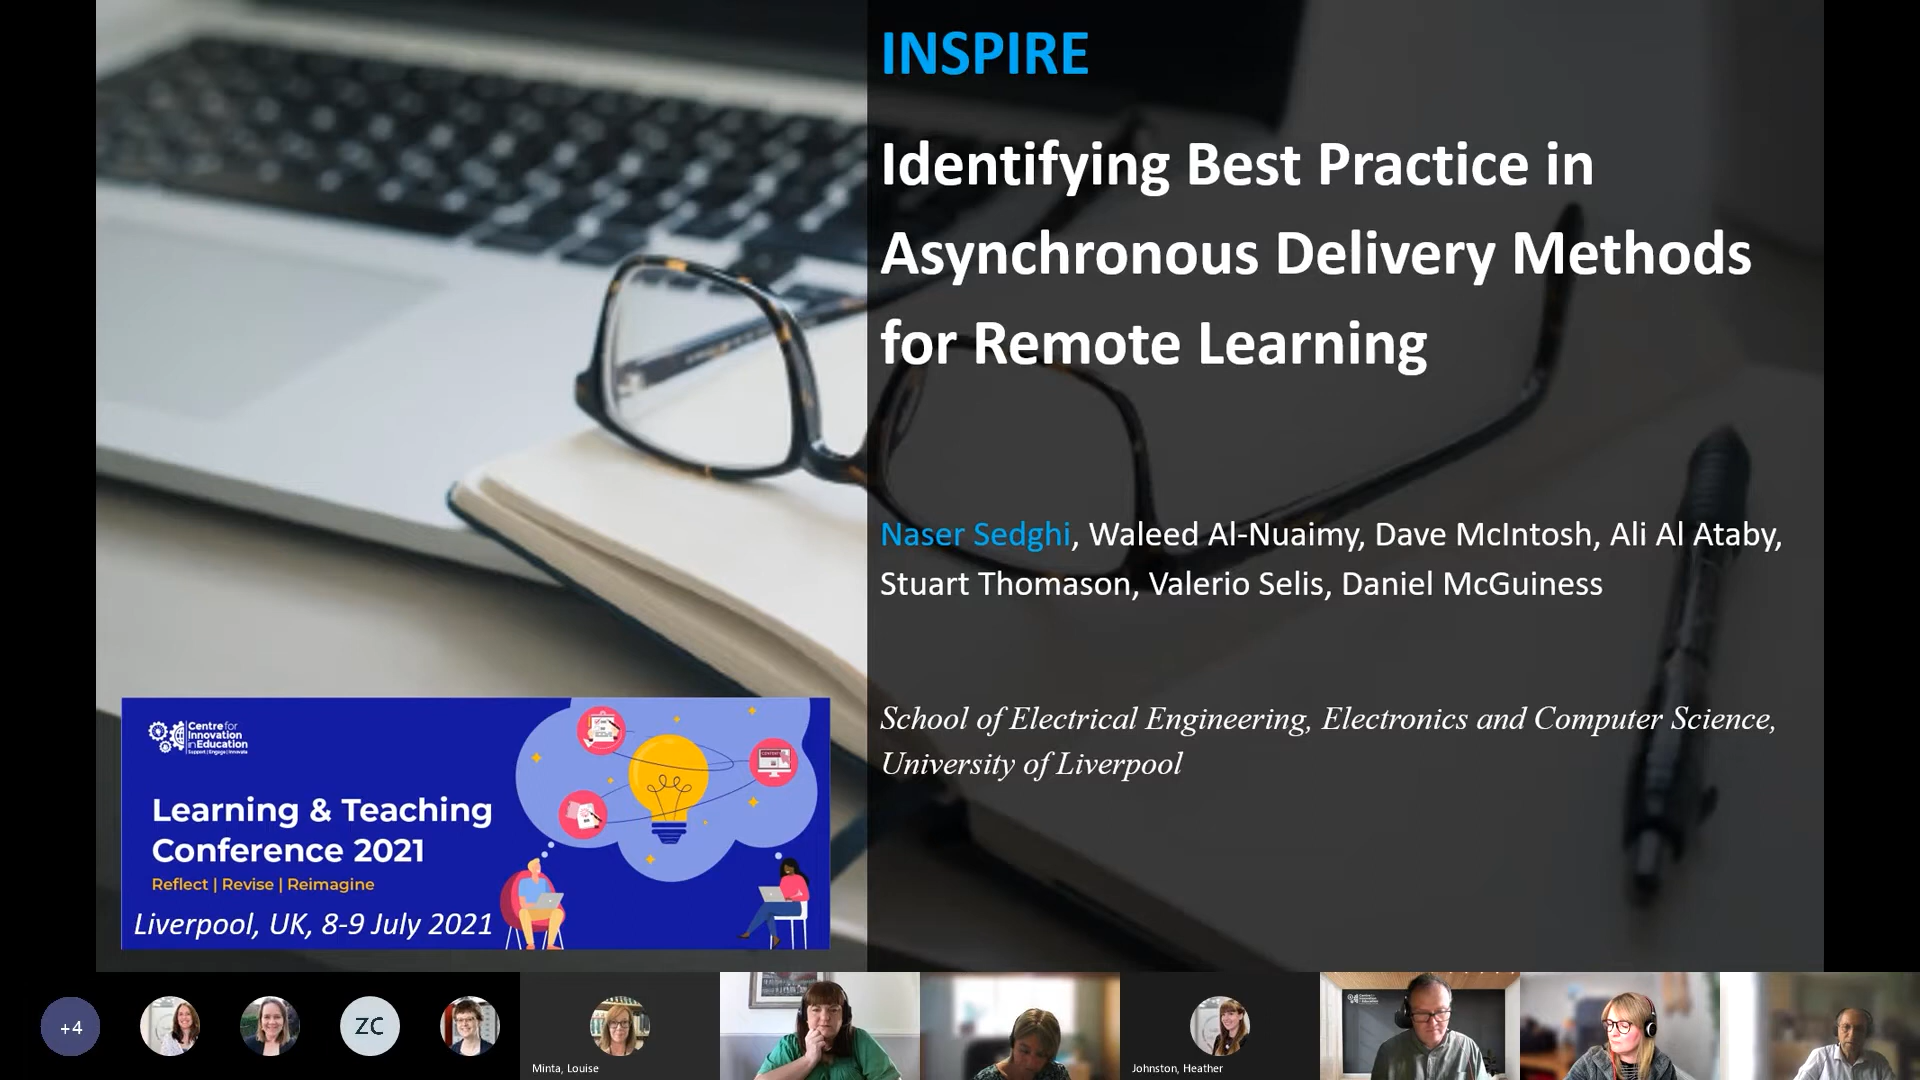 INSPIRE
Identifying Best Practice in
Asynchronous Delivery Methods
for Remote Learning
Naser Sedghi, Waleed Al-Nuaimy, Dave McIntosh, Ali Al Ataby,
Stuart Thomason, Valerio Selis, Daniel McGuiness
School of Electrical Engineering, Electronics and Computer Science,
University of Liverpool
Centre for
Innovation
in Education
Support | Engage | Innovate
Learning & Teaching
Conference 2021
Reflect | Revise | Reimagine
Liverpool, UK, 8-9 July 2021
+4
ZC
Minta, Louise
Johnston, Heather